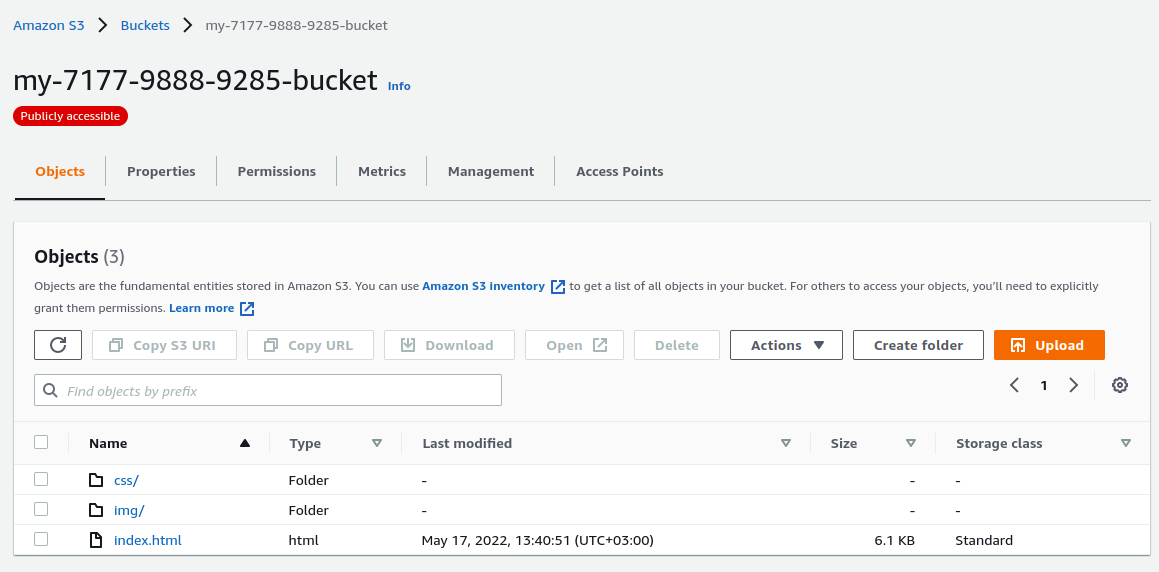 Amazon S3 Buckets my-7177-9888-9285-bucket
my-7177-9888-9285-bucket Info
Publicly accessible
Objects Properties Permissions Metrics Management Access Points
Objects (3)
Objects are the fundamental entities stored in Amazon S3. You can use Amazon S3 inventory to get a list of all objects in your bucket. For others to access your objects, you’ll need to explicitly
grant them permissions. Learn more
Copy S3 URI Copy URL Download Open Delete Actions Create folder Upload
Find objects by prefix 1
Name Type Last modified Size Storage class
css/ Folder - - -
img/ Folder - - -
index.html html May 17, 2022, 13:40:51 (UTC+03:00) 6.1 KB Standard